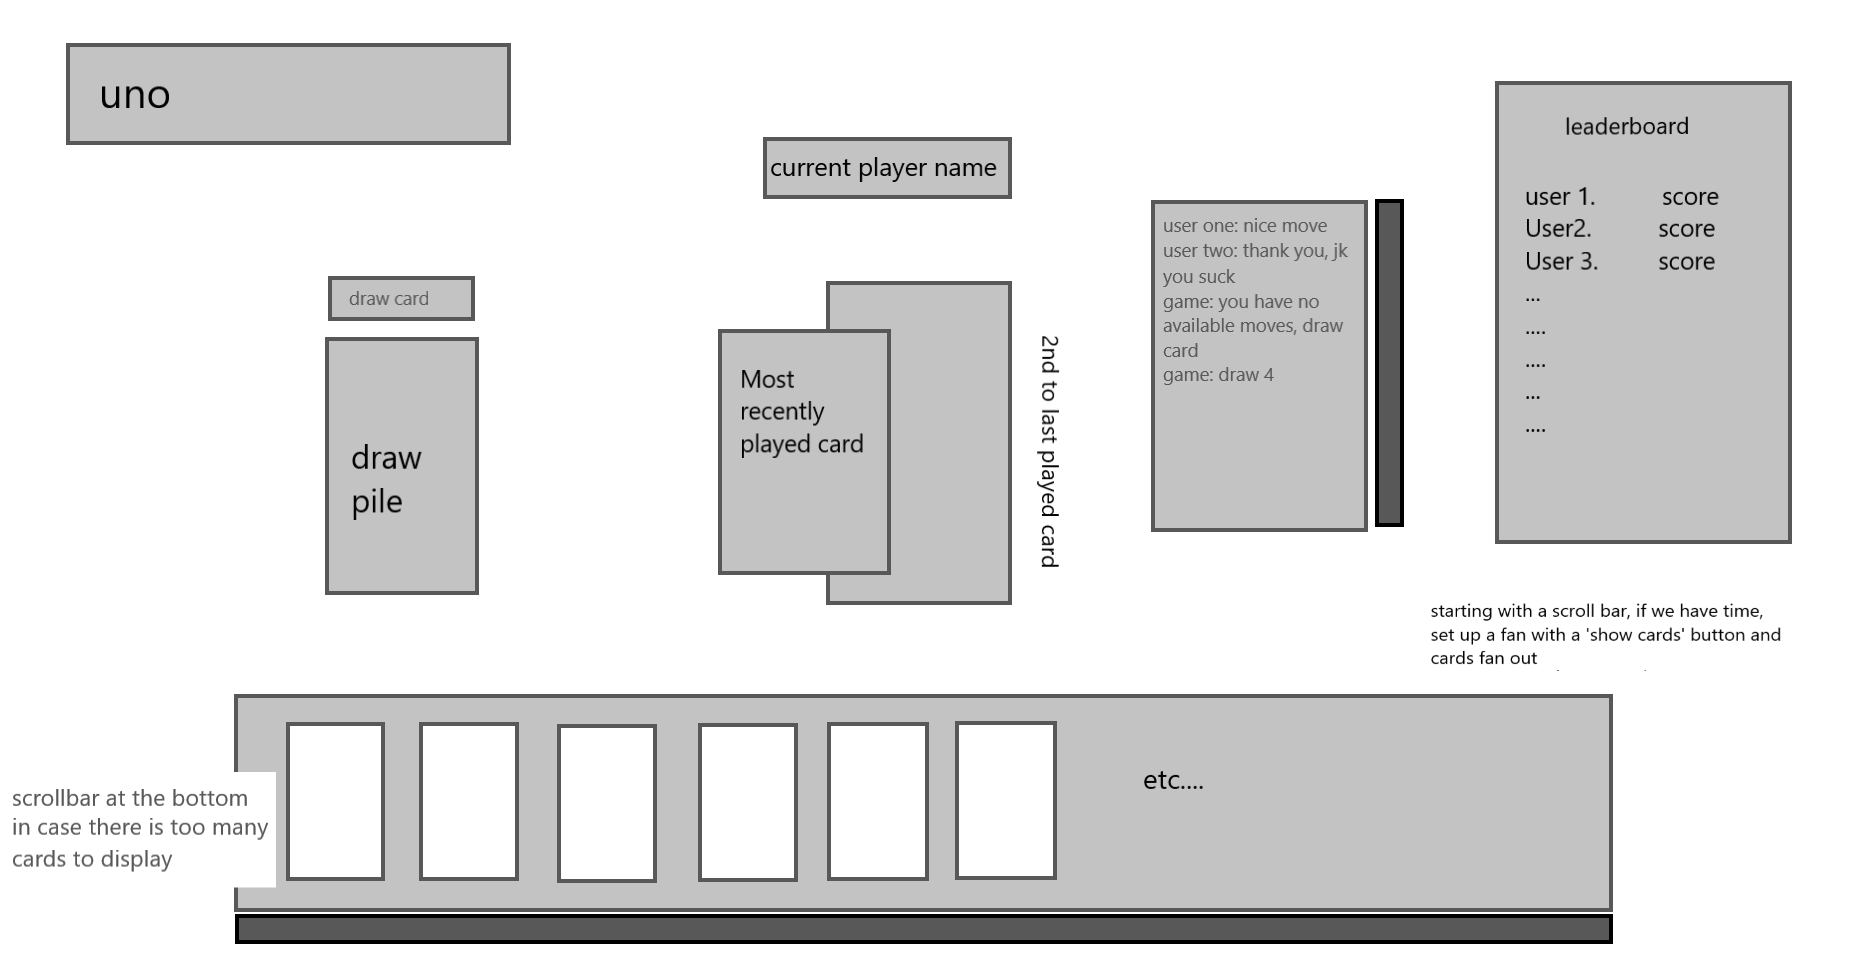 uno
current player name
leaderboard
user 1. score
User2. score
User 3. score
...
....
....
...
....
user one: nice move
user two: thank you, jk
you suck
game: you have no
available moves, draw
card
game: draw 4
draw card
draw
pile
Most
recently
played card
2nd to last played card
starting with a scroll bar, if we have time,
set up a fan with a 'show cards' button and
cards fan out
etc....
scrollbar at the bottom
in case there is too many
cards to display